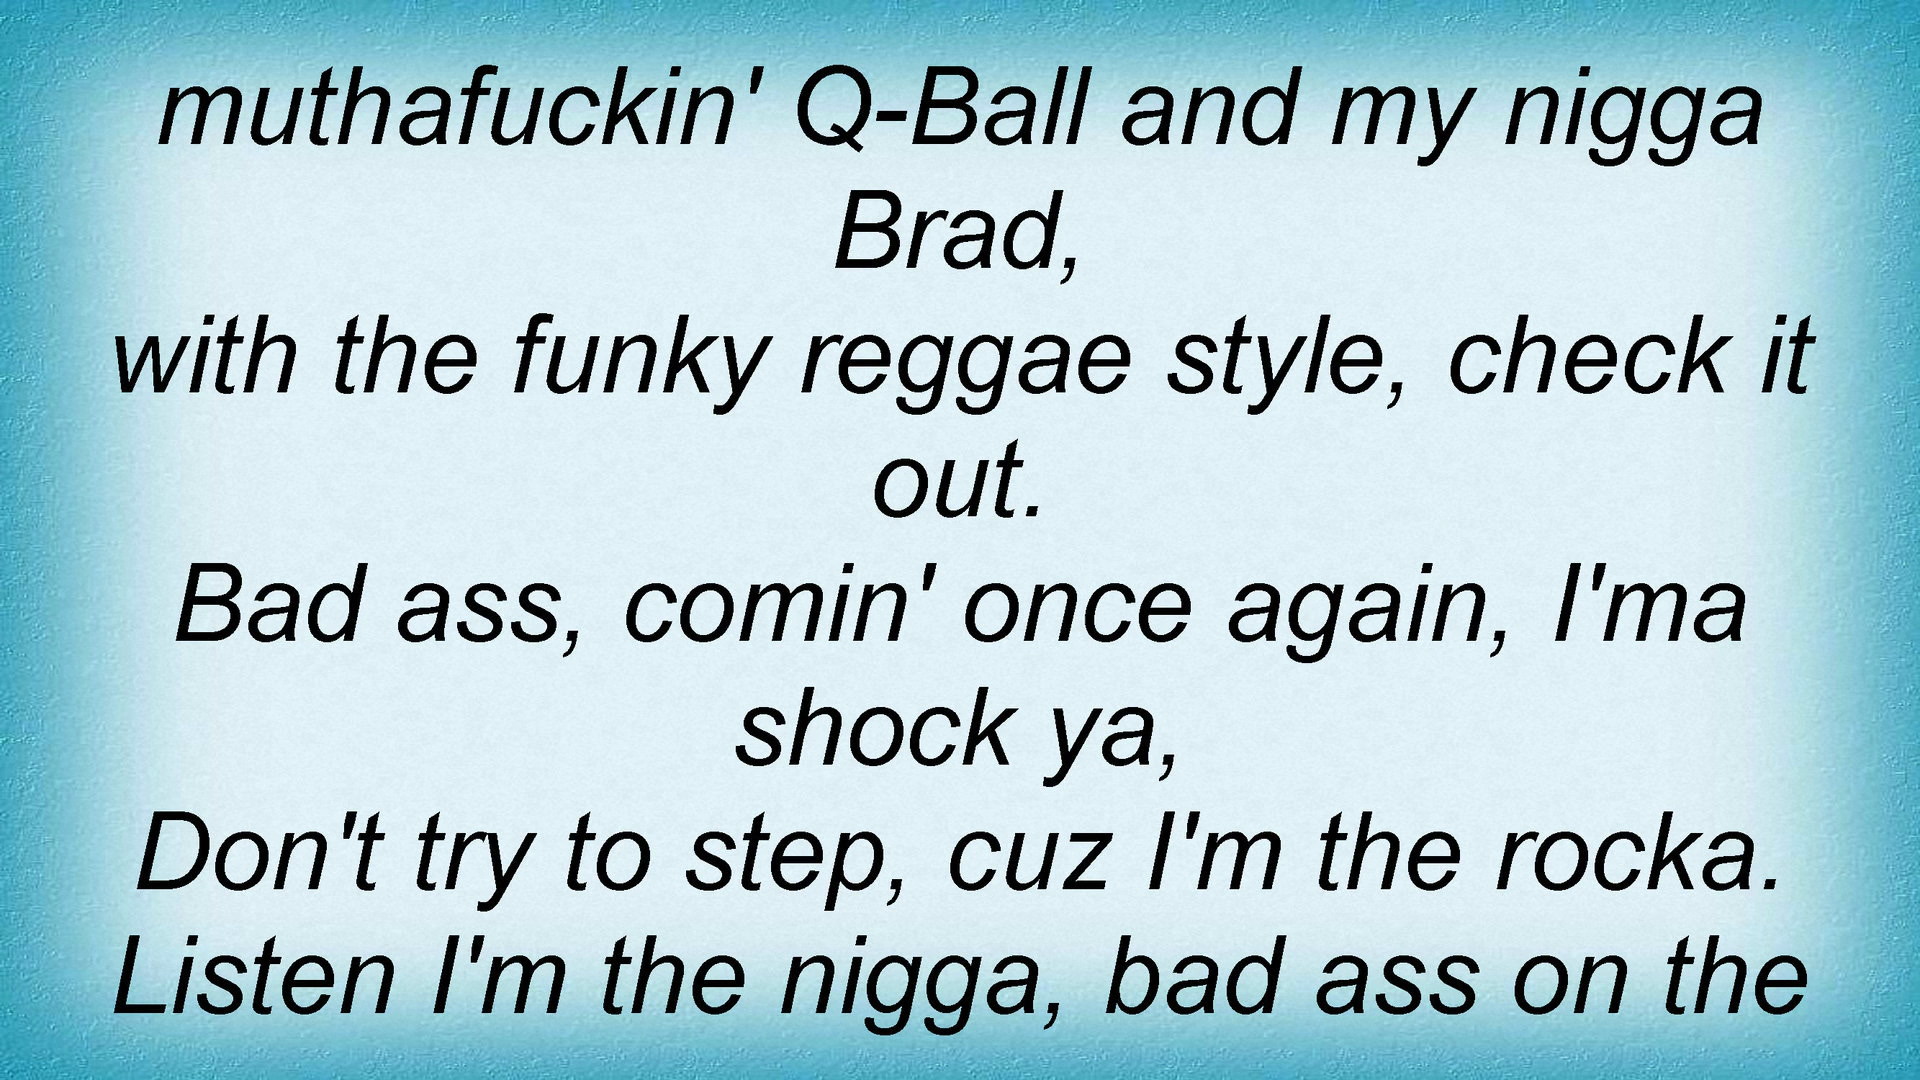 muthafuckin' Q-Ball and my nigga
Brad,
with the funky reggae style, check it
out.
Bad ass, comin' once again, I'ma
shock ya,
Don't try to step, cuz I'm the rocka.
Listen I'm the nigga, bad ass on the